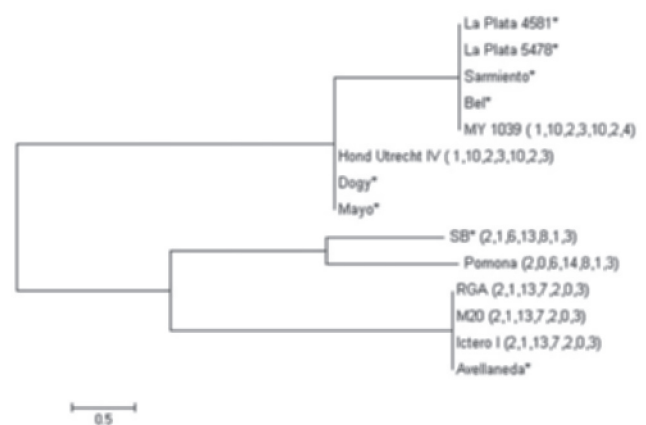 La Plata 4581*
La Plata 5478*
Sarmiento*
Bel*
MY 1039 ( 1,10,2,3,10,2,4)
Hond Utrecht IV ( 1,10,2,3,10,2,3)
Dogy*
Mayo*
SB* (2,1,6,13,8,1,3)
Pomona (2,0,6,14,8,1,3)
RGA (2,1,13,7,2,0,3)
M20 (2,1,13,7,2,0,3)
Ictero I (2,1,13,7,2,0,3)
Avellaneda*
0.5